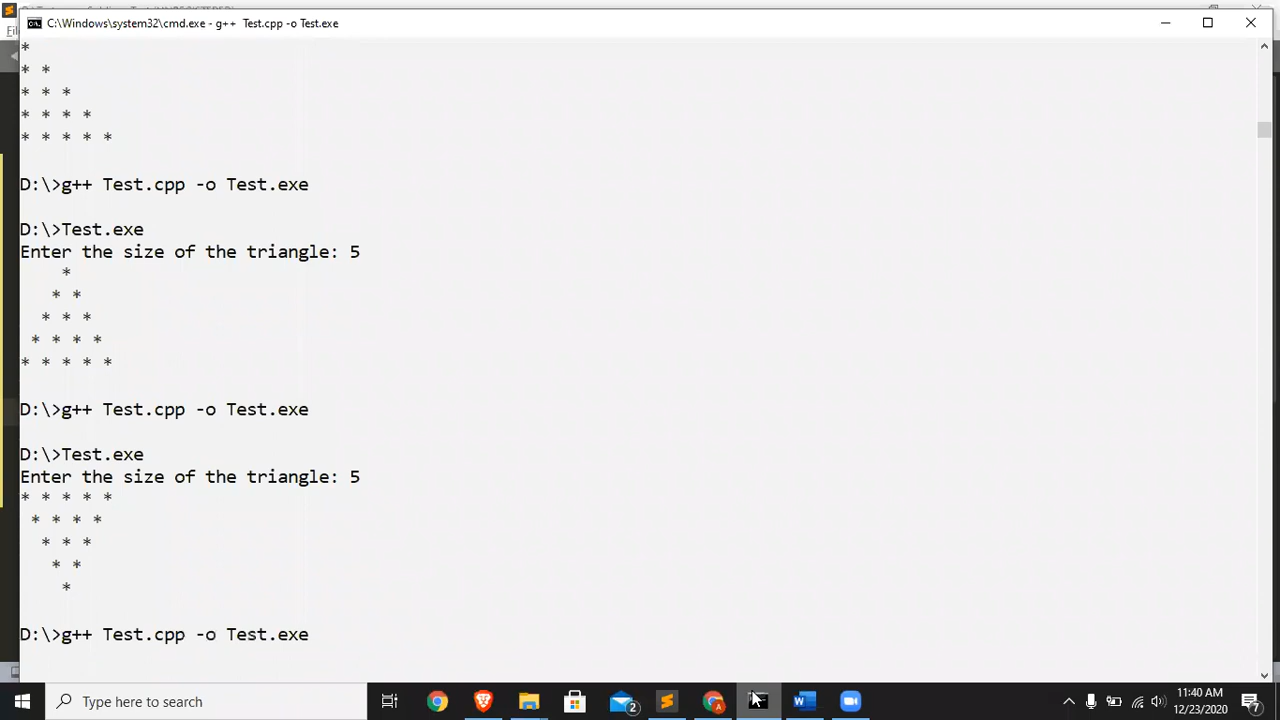 C:\Windows\system32\cmd.exe - g++  Test.cpp -o Test.exe
*
* *
* * *
* * * *
* * * * *
D:\>g++ Test.cpp -o Test.exe
D:\>Test.exe
Enter the size of the triangle: 5
    *
   * *
  * * *
 * * * *
* * * * *
D:\>g++ Test.cpp -o Test.exe
D:\>Test.exe
Enter the size of the triangle: 5
* * * * *
 * * * *
  * * *
   * *
    *
D:\>g++ Test.cpp -o Test.exe
Type here to search
2
11:40 AM
12/23/2020
7